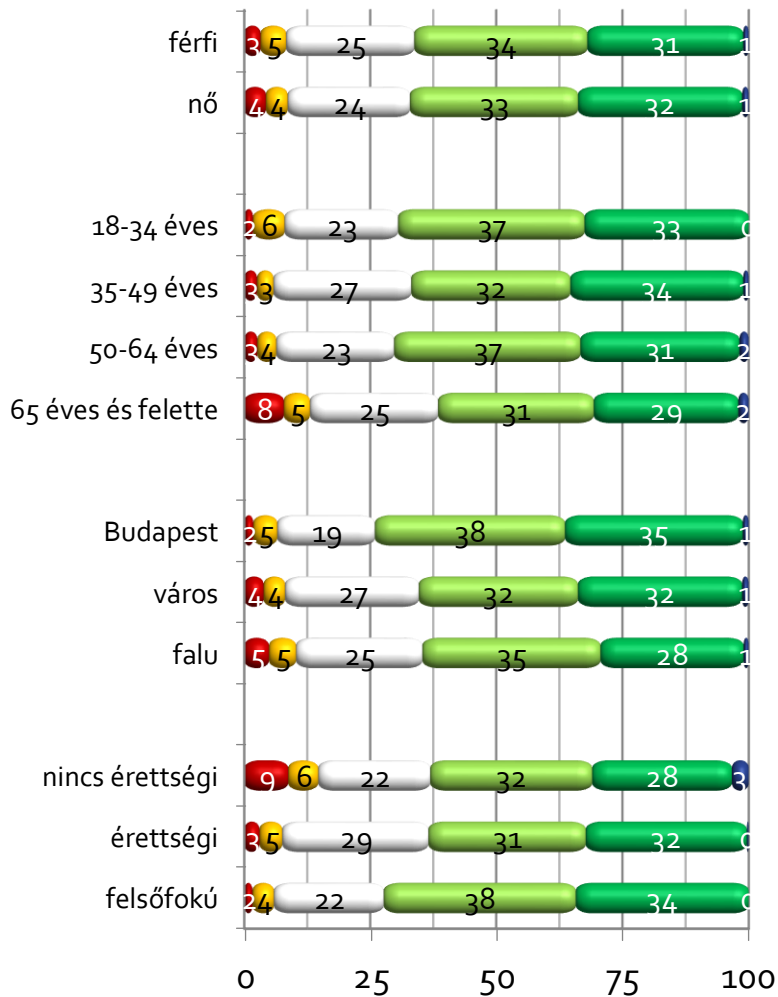 férfi 3 5 25 34 31 1
nő 4 4 24 33 32 1
18-34 éves 2 6 23 37 33 0
35-49 éves 3 3 27 32 34 1
50-64 éves 3 4 23 37 31 2
65 éves és felette 8 5 25 31 29 2
Budapest 2 5 19 38 35 1
város 4 4 27 32 32 1
falu 5 5 25 35 28 1
nincs érettségi 9 6 22 32 28 3
érettségi 3 5 29 31 32 0
felsőfokú 2 4 22 38 34 0
0 25 50 75 100